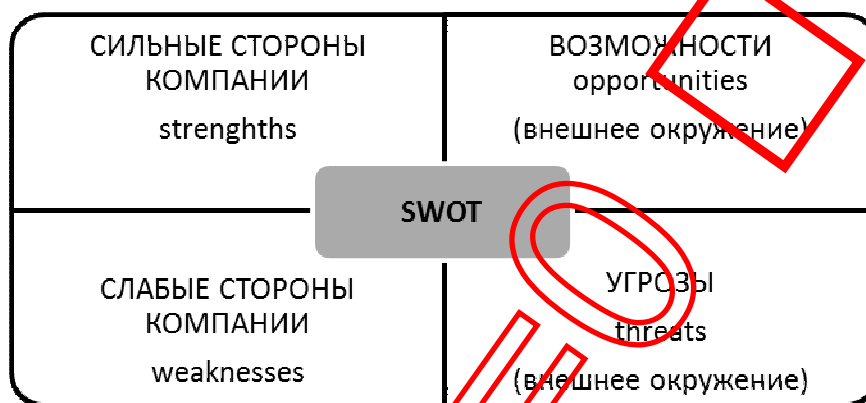 СИЛЬНЫЕ СТОРОНЫ
КОМПАНИИ
strenghths
ВОЗМОЖНОСТИ
opportunities
(внешнее окружение)
SWOT
СЛАБЫЕ СТОРОНЫ
КОМПАНИИ
weaknesses
УГРОЗЫ
threats
(внешнее окружение)